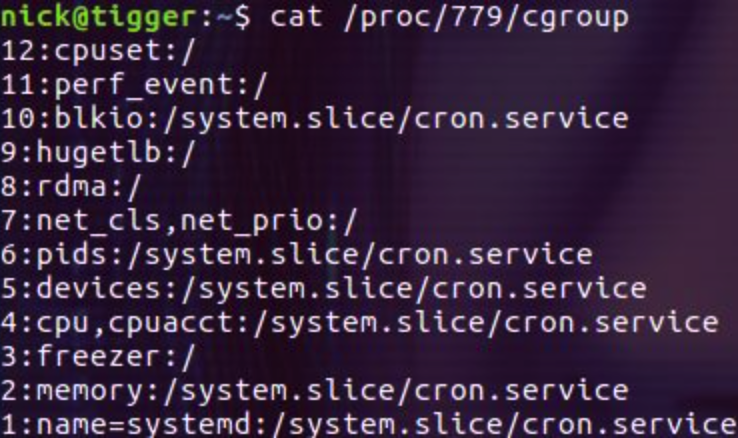 nick@tigger:~$ cat /proc/779/cgroup
12:cpuset:/
11:perf_event:/
10:blkio:/system.slice/cron.service
9:hugetlb:/
8:rdma:/
7:net_cls,net_prio:/
6:pids:/system.slice/cron.service
5:devices:/system.slice/cron.service
4:cpu,cpuacct:/system.slice/cron.service
3:freezer:/
2:memory:/system.slice/cron.service
1:name=systemd:/system.slice/cron.service